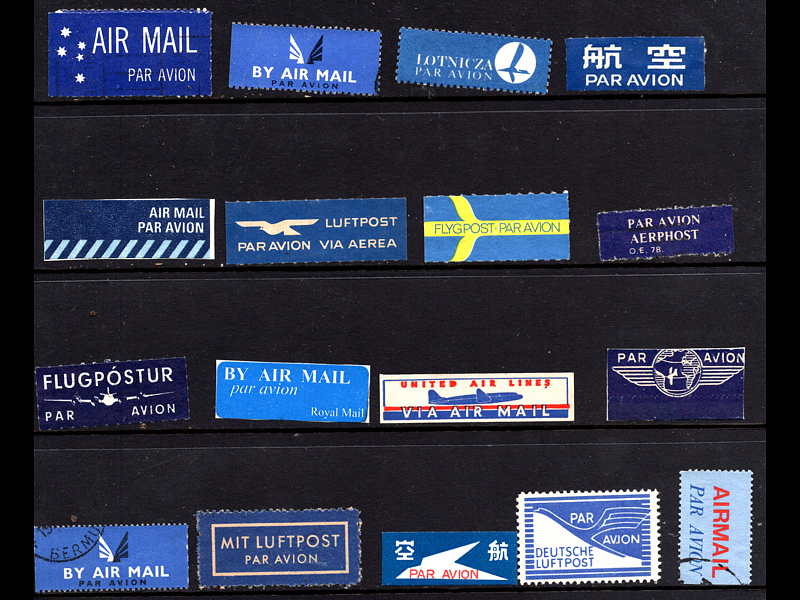 AIR MAIL
PAR AVION
BY AIR MAIL
PAR AVION
LOTNICZA
PAR AVION
航 空
PAR AVION
AIR MAIL
PAR AVION
LUFTPOST
PAR AVION VIA AEREA
FLYGPOST·PAR AVION
PAR AVION
AERPHOST
O.E. 78.
FLUGPÓSTUR
PAR AVION
BY AIR MAIL
par avion
Royal Mail
UNITED AIR LINES
VIA AIR MAIL
PAR AVION
BERMU
BY AIR MAIL
PAR AVION
MIT LUFTPOST
PAR AVION
空 航
PAR AVION
PAR
AVION
DEUTSCHE
LUFTPOST
AIRMAIL
PAR AVION